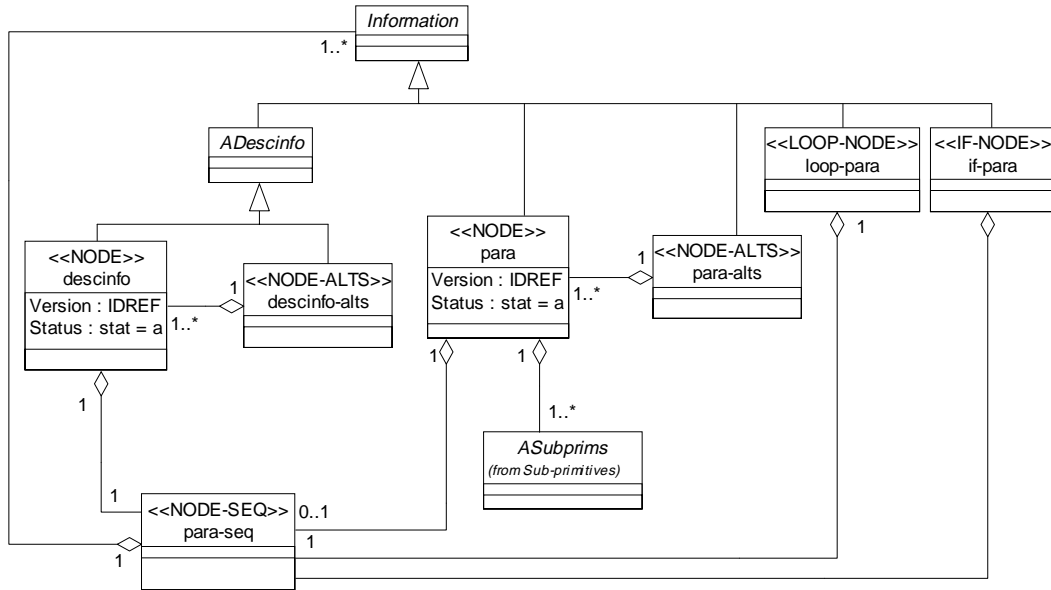 Information
1..*
ADescinfo
<<LOOP-NODE>>
loop-para
<<IF-NODE>>
if-para
<<NODE>>
descinfo
Version : IDREF
Status : stat = a
1
1..*
<<NODE-ALTS>>
descinfo-alts
<<NODE>>
para
Version : IDREF
Status : stat = a
1
1..*
<<NODE-ALTS>>
para-alts
1
1
1
1
1..*
ASubprims
(from Sub-primitives)
1
<<NODE-SEQ>>
para-seq
0..1
1
1